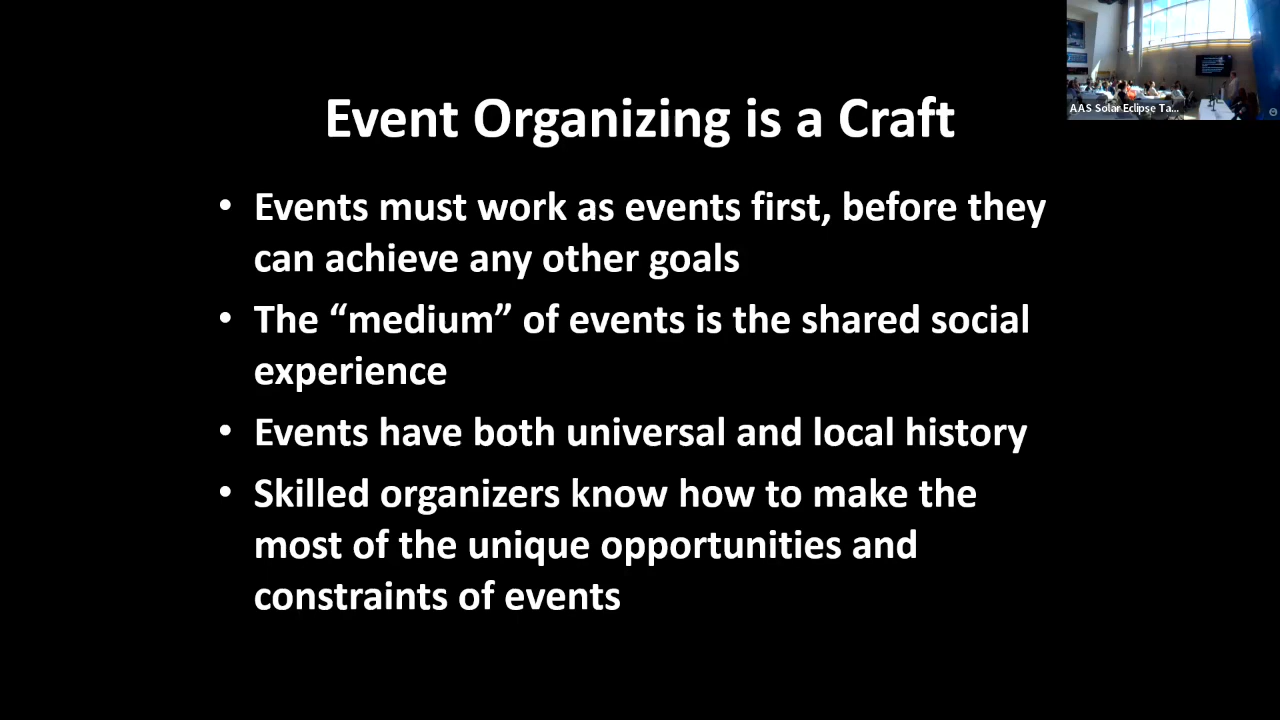 Event Organizing is a Craft
• Events must work as events first, before they
can achieve any other goals
• The “medium” of events is the shared social
experience
• Events have both universal and local history
• Skilled organizers know how to make the
most of the unique opportunities and
constraints of events
AAS Solar Eclipse Ta...